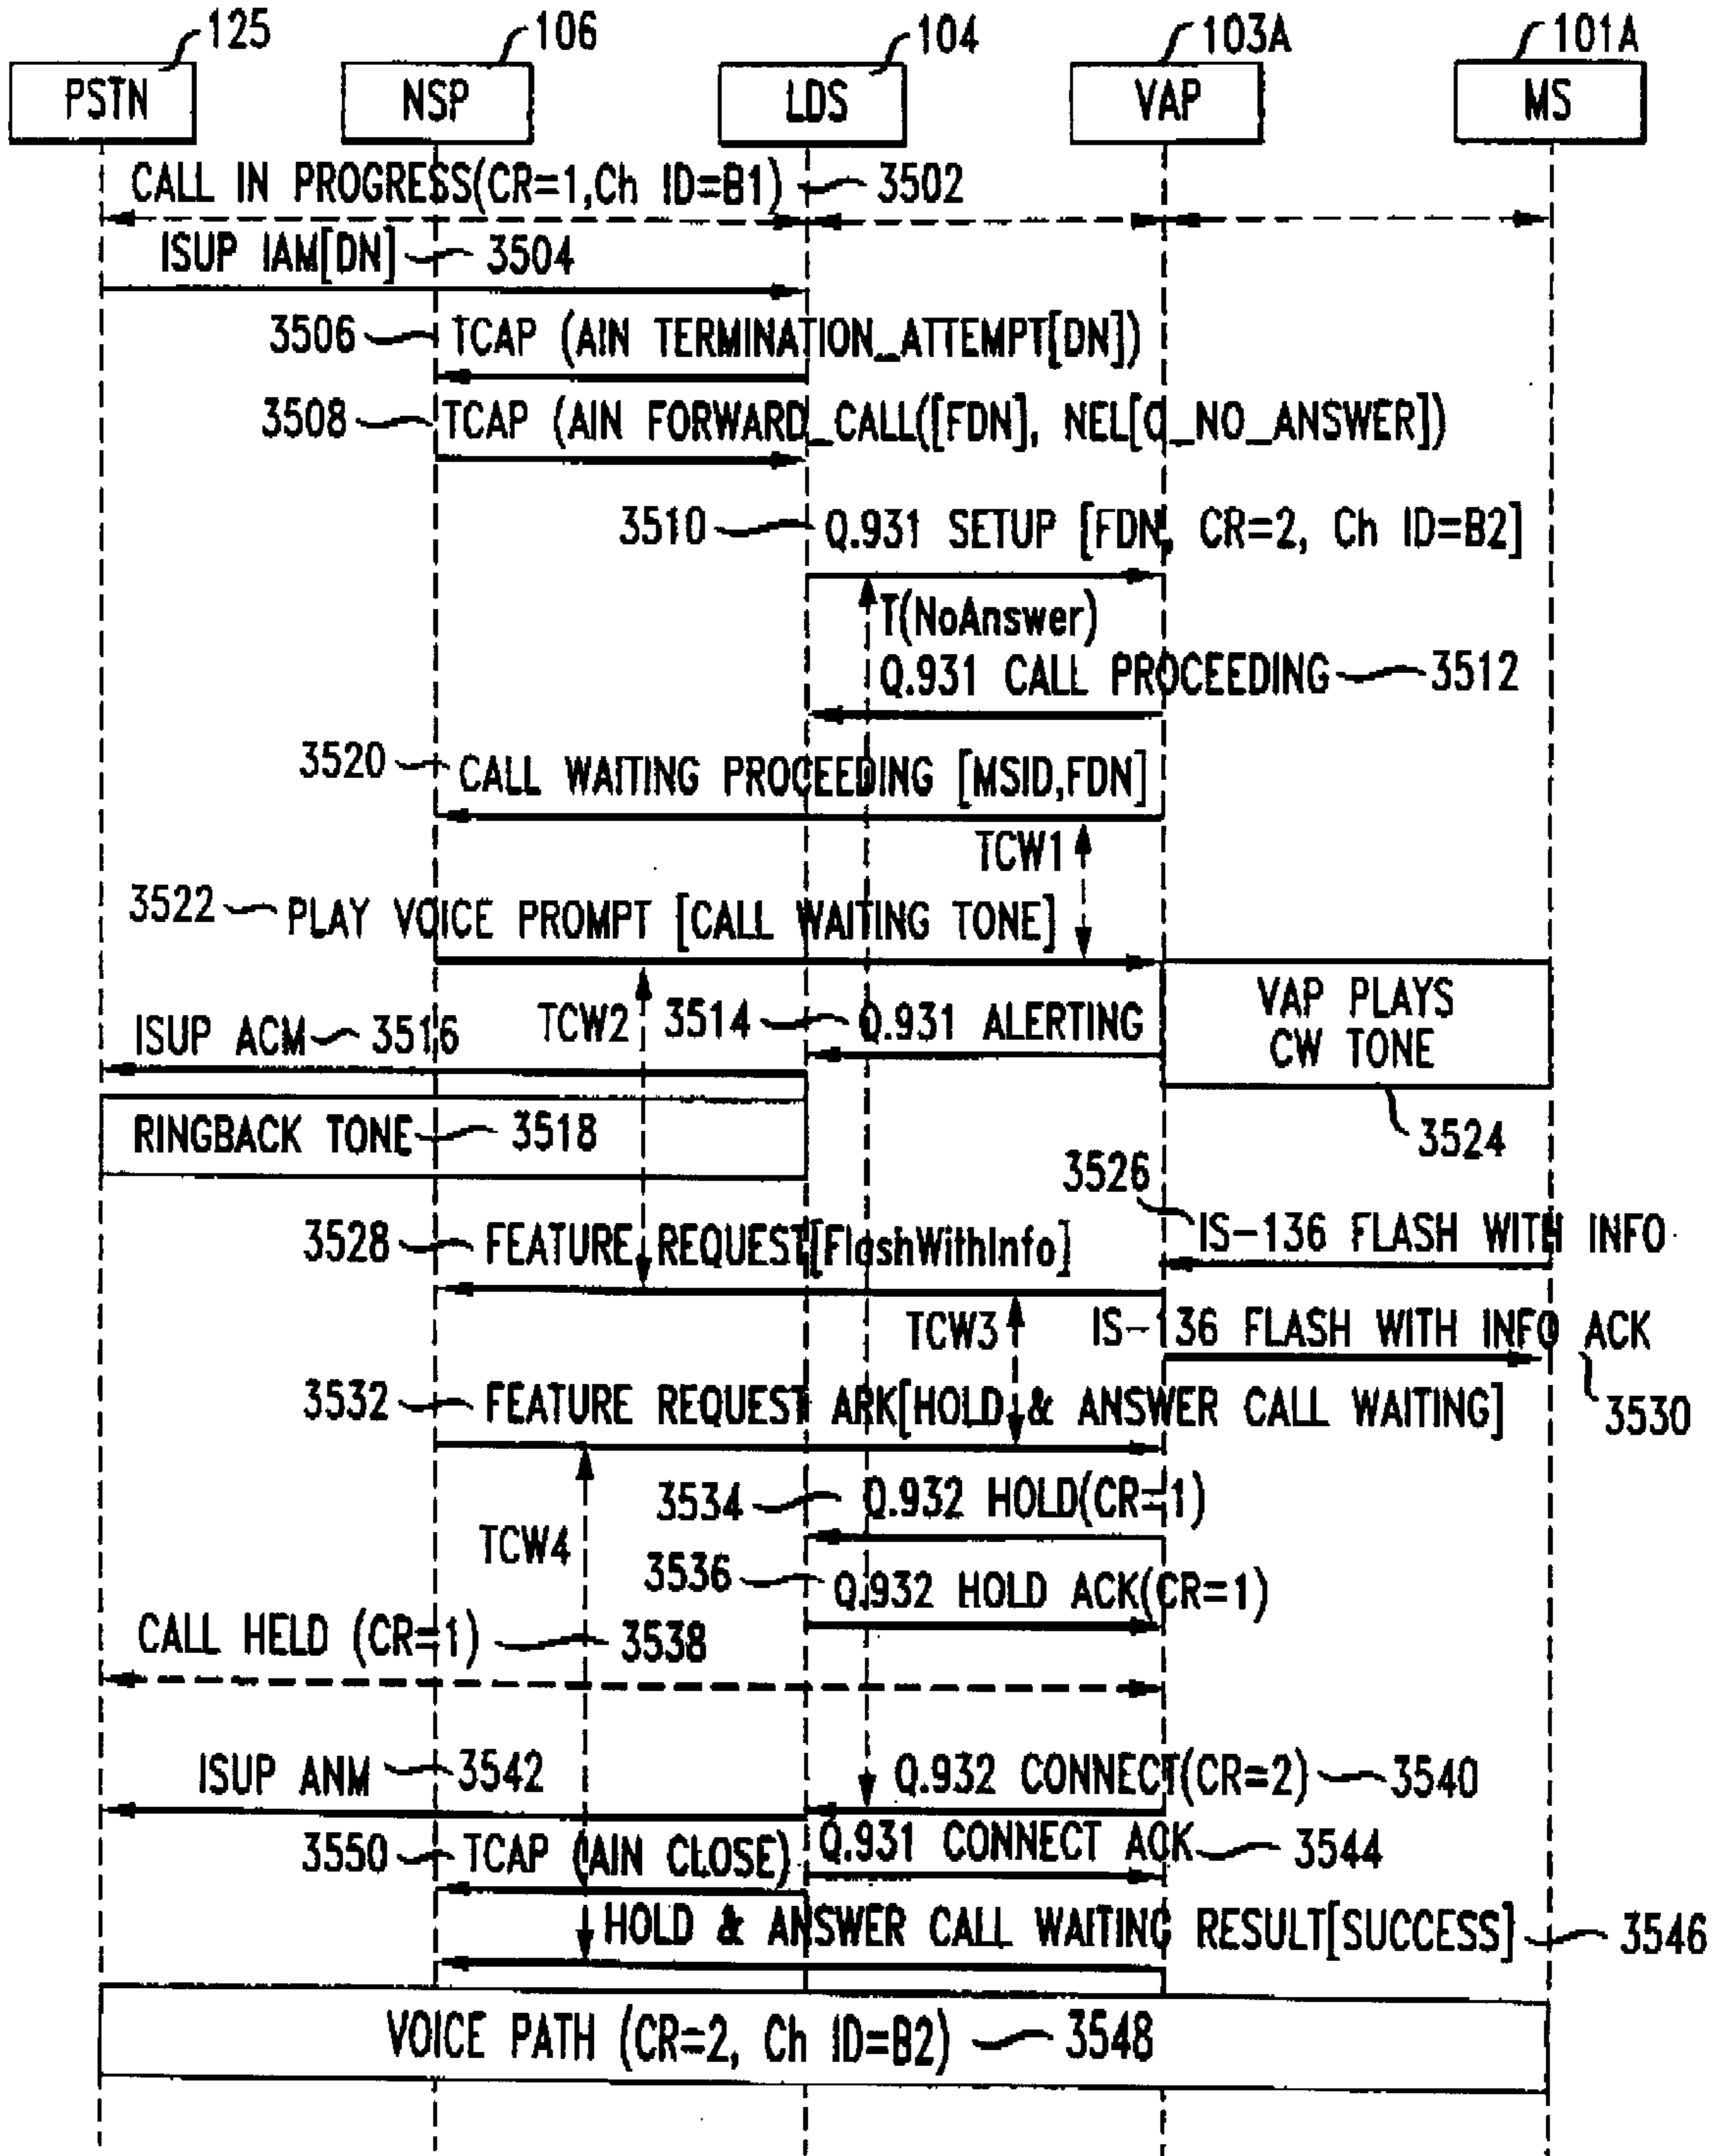 125
106
104
103A
101A
PSTN
NSP
LDS
VAP
MS
CALL IN PROGRESS(CR=1,Ch ID=B1) 3502
ISUP IAM[DN] 3504
3506 TCAP (AIN TERMINATION_ATTEMPT[DN])
3508 TCAP (AIN FORWARD_CALL([FDN], NEL[O_NO_ANSWER])
3510 Q.931 SETUP [FDN, CR=2, Ch ID=B2]
T(NoAnswer)
Q.931 CALL PROCEEDING 3512
3520 CALL WAITING PROCEEDING [MSID,FDN]
TCW1
3522 PLAY VOICE PROMPT [CALL WAITING TONE]
TCW2
3514 Q.931 ALERTING
VAP PLAYS
CW TONE
ISUP ACM 3516
RINGBACK TONE 3518
3524
3526
IS-136 FLASH WITH INFO
3528 FEATURE REQUEST[FlashWithInfo]
TCW3
IS-136 FLASH WITH INFO ACK
3530
3532 FEATURE REQUEST ARK[HOLD & ANSWER CALL WAITING]
3534 Q.932 HOLD(CR=1)
TCW4
3536 Q.932 HOLD ACK(CR=1)
CALL HELD (CR=1) 3538
ISUP ANM 3542
Q.932 CONNECT(CR=2) 3540
3550 TCAP (AIN CLOSE)
Q.931 CONNECT ACK 3544
HOLD & ANSWER CALL WAITING RESULT[SUCCESS] 3546
VOICE PATH (CR=2, Ch ID=B2) 3548